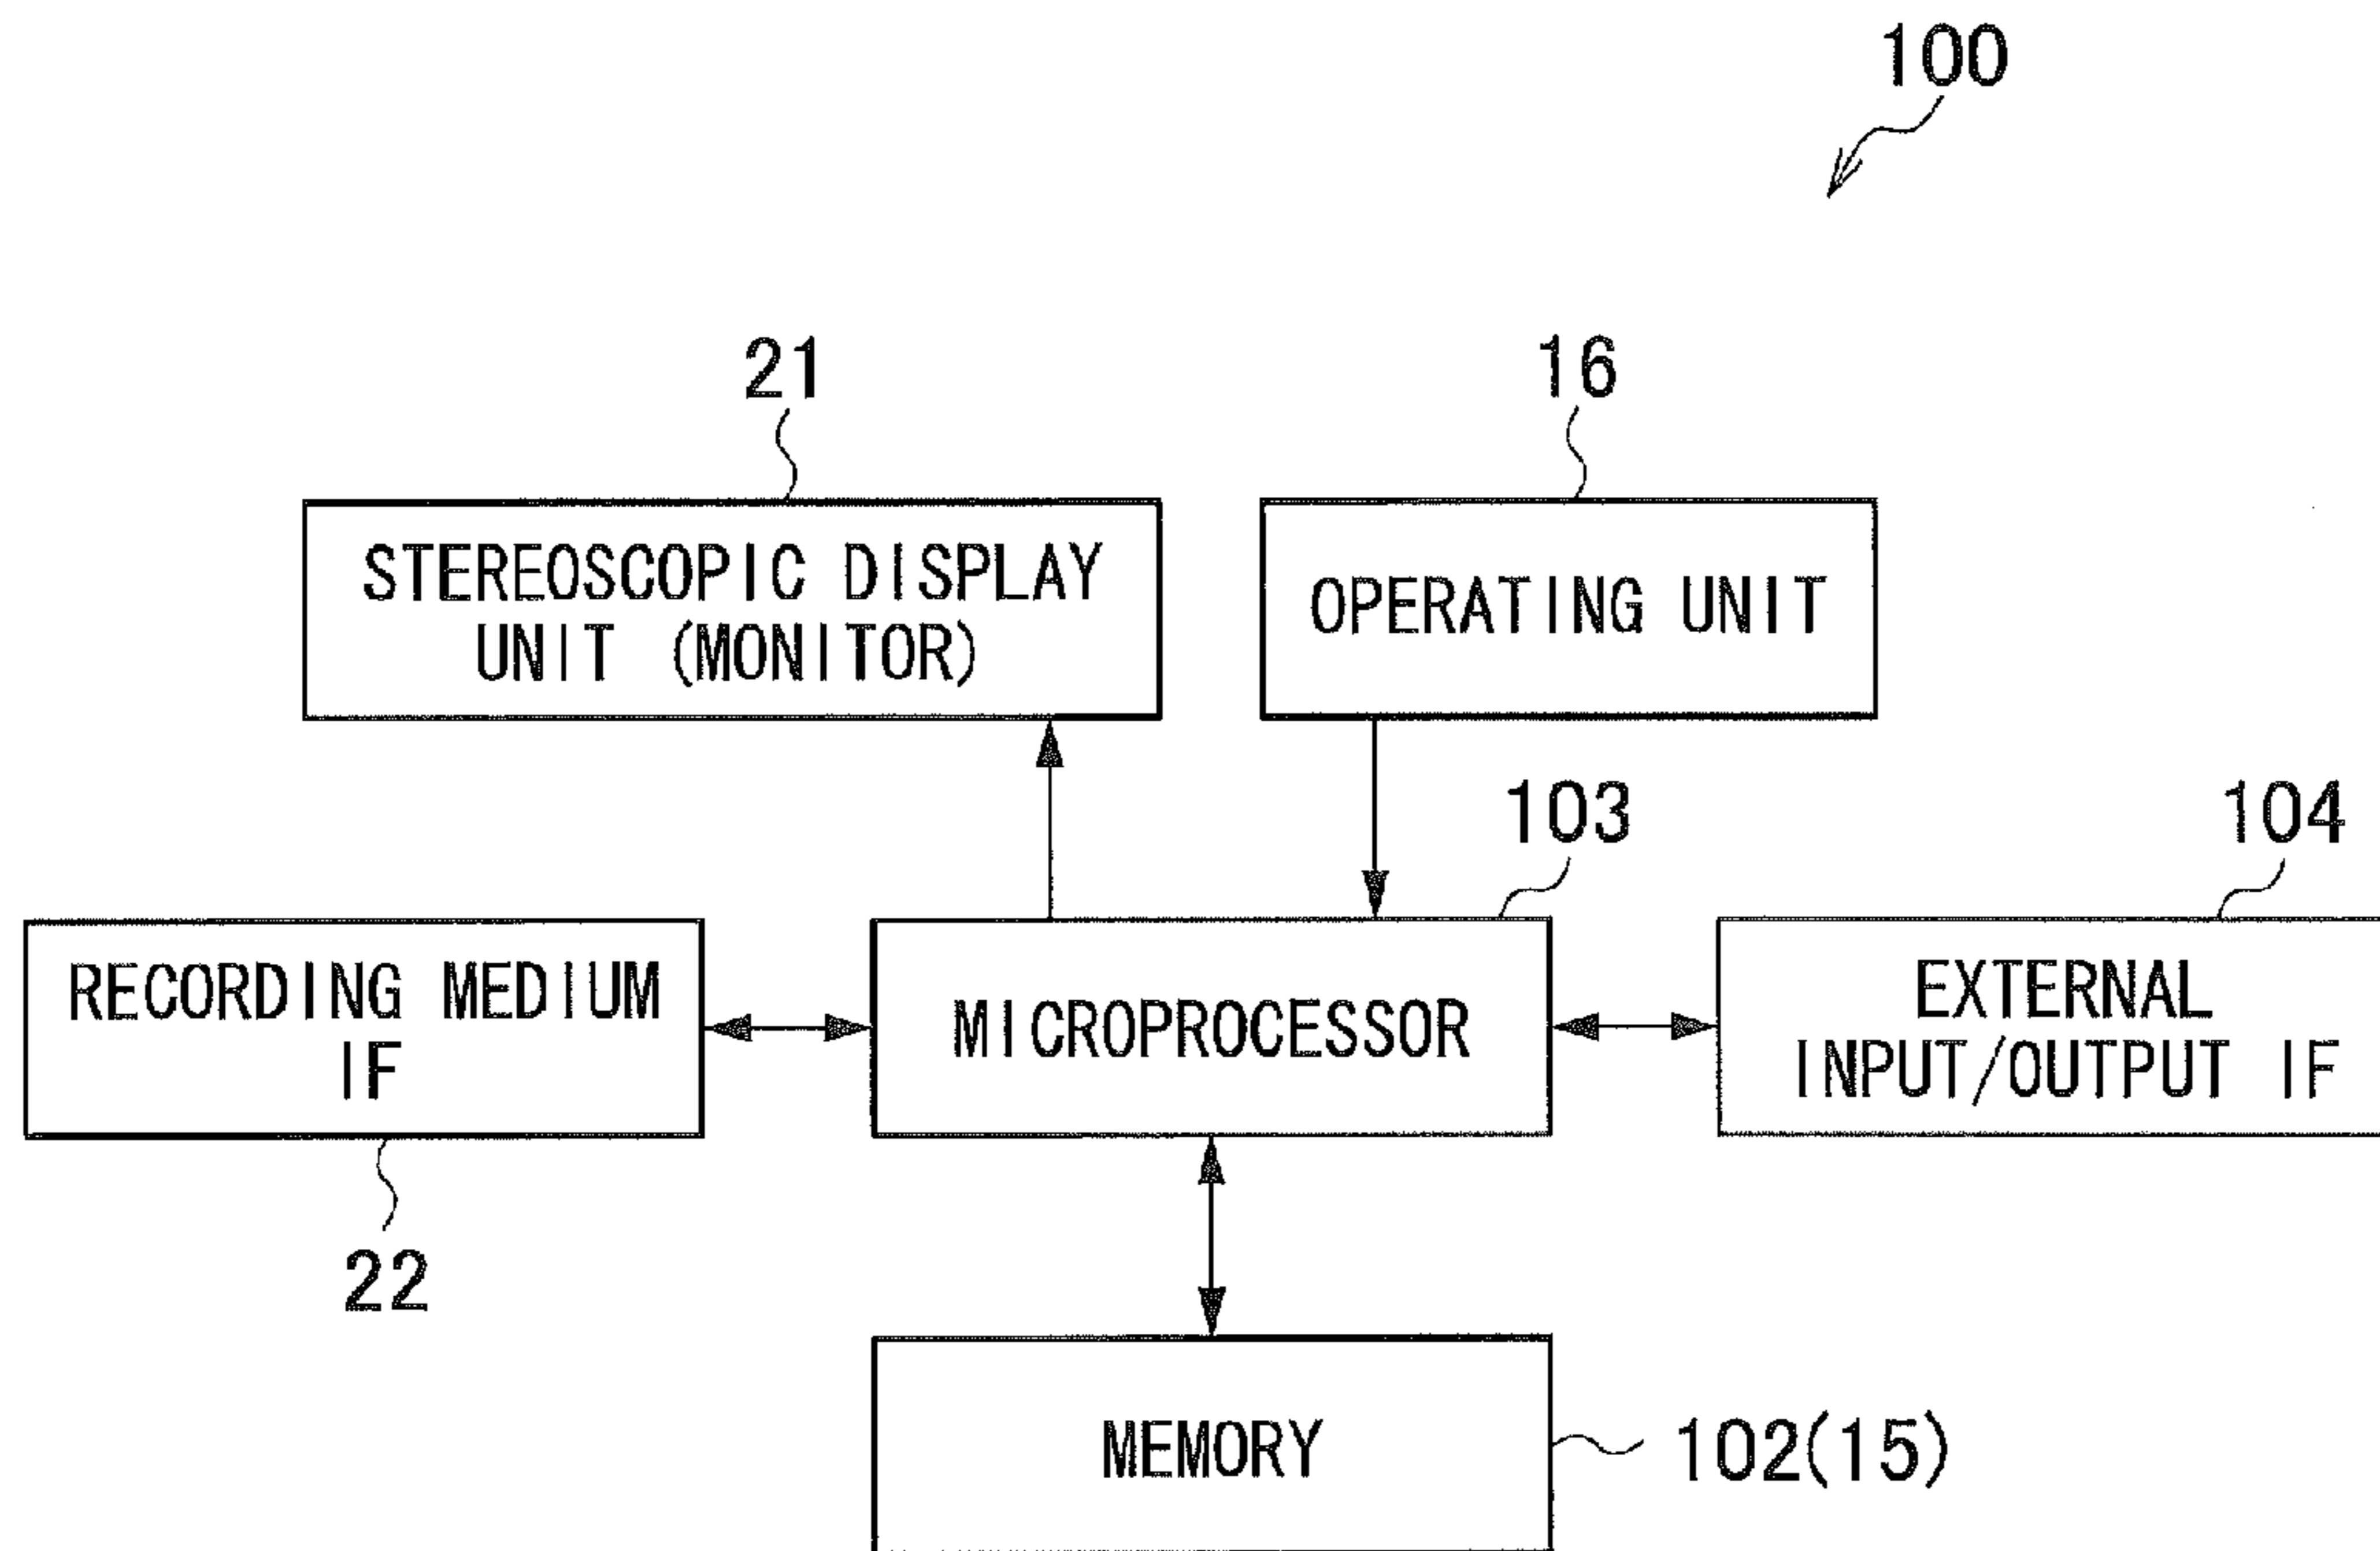 100
21
16
STEREOSCOPIC DISPLAY
UNIT (MONITOR)
OPERATING UNIT
103
104
RECORDING MEDIUM
IF
MICROPROCESSOR
EXTERNAL
INPUT/OUTPUT IF
22
MEMORY
102(15)